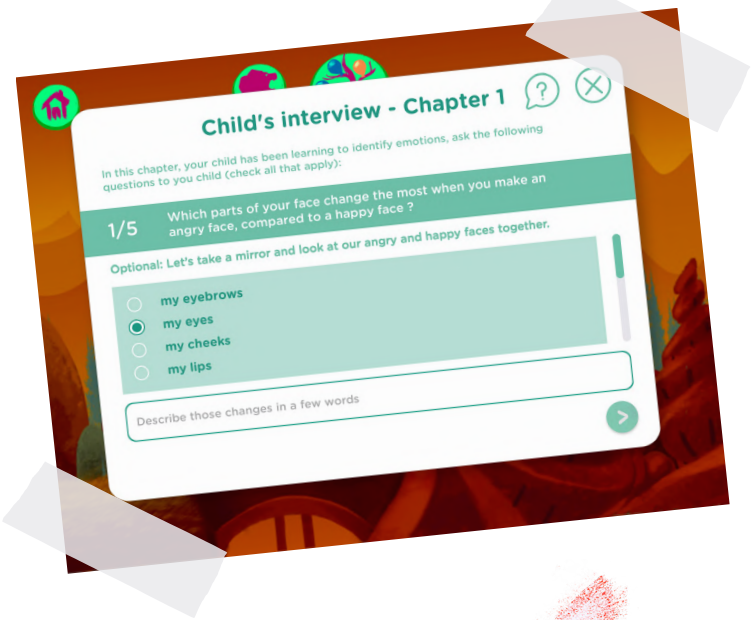 Child's interview - Chapter 1
In this chapter, your child has been learning to identify emotions, ask the following
questions to you child (check all that apply):
1/5
Which parts of your face change the most when you make an
angry face, compared to a happy face ?
Optional: Let's take a mirror and look at our angry and happy faces together.
my eyebrows
my eyes
my cheeks
my lips
Describe those changes in a few words